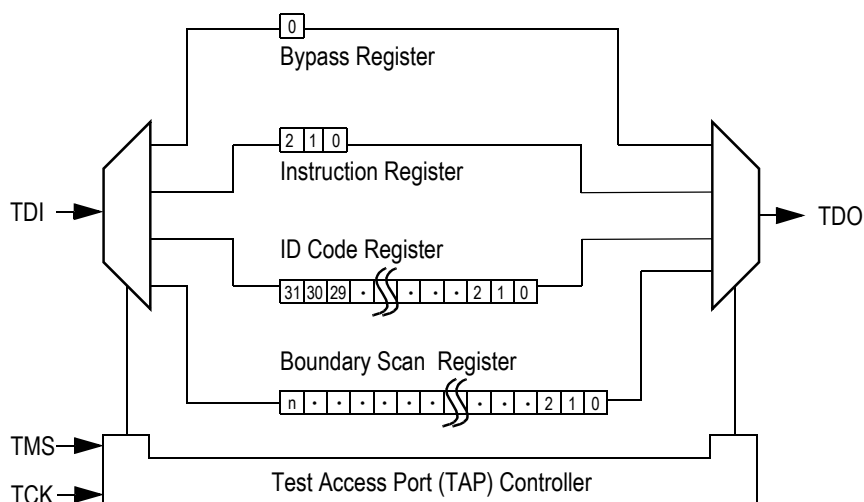 0
Bypass Register
2 1 0
Instruction Register
TDI
TDO
ID Code Register
31 30 29 · · · · 2 1 0
Boundary Scan Register
n · · · · · · · · · 2 1 0
TMS
Test Access Port (TAP) Controller
TCK